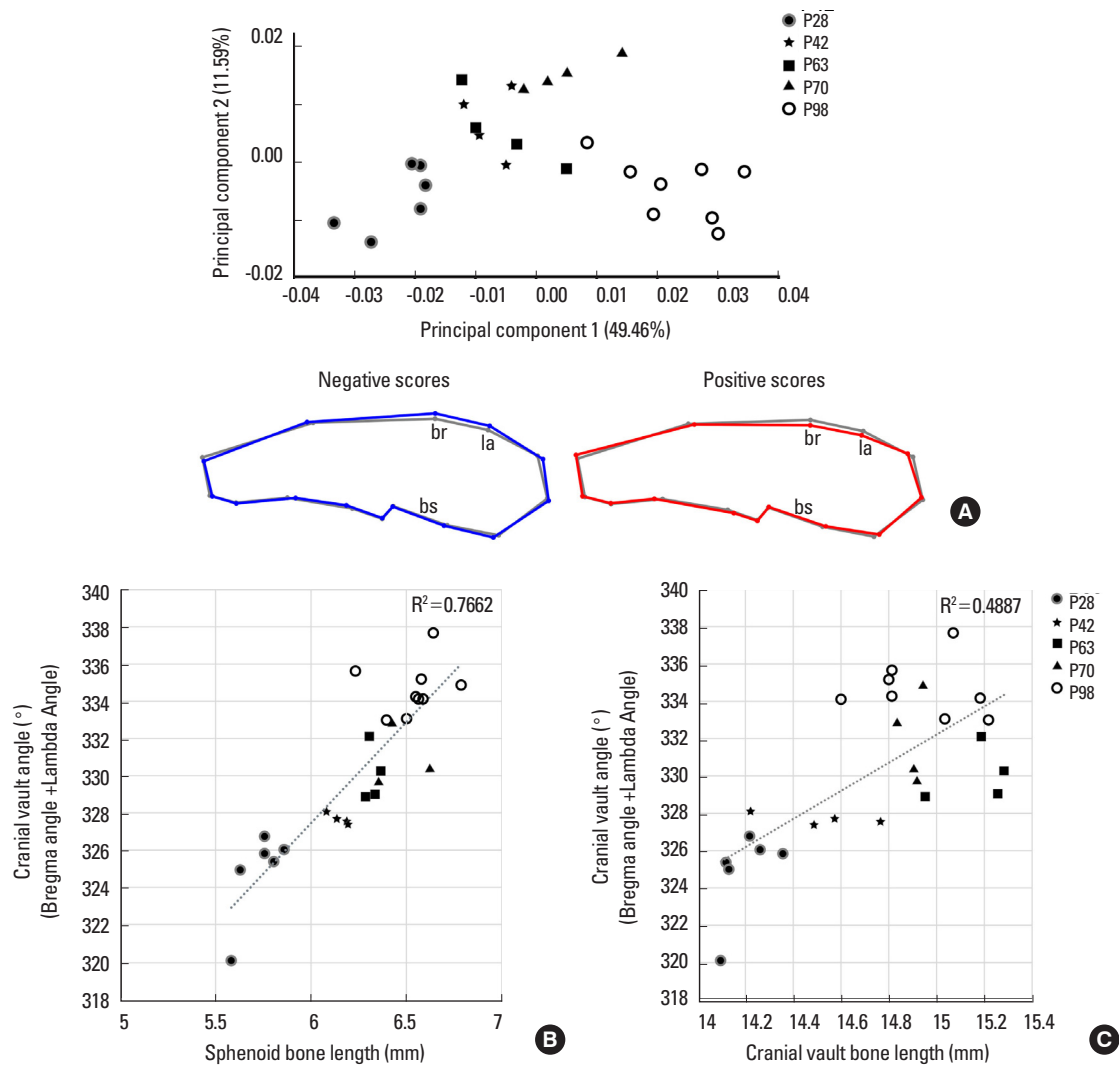 P28
P42
P63
P70
P98
0.02
0.00
-0.02
Principal component 2 (11.59%)
-0.04 -0.03 -0.02 -0.01 0.00 0.01 0.02 0.03 0.04
Principal component 1 (49.46%)
Negative scores
Positive scores
br
la
bs
br
la
bs
A
340
338
336
334
332
330
328
326
324
322
320
318
Cranial vault angle (°)
(Bregma angle +Lambda Angle)
R²=0.7662
5 5.5 6 6.5 7
Sphenoid bone length (mm)
B
340
338
336
334
332
330
328
326
324
322
320
318
Cranial vault angle (°)
(Bregma angle +Lambda Angle)
R²=0.4887
14 14.2 14.4 14.6 14.8 15 15.2 15.4
Cranial vault bone length (mm)
P28
P42
P63
P70
P98
C